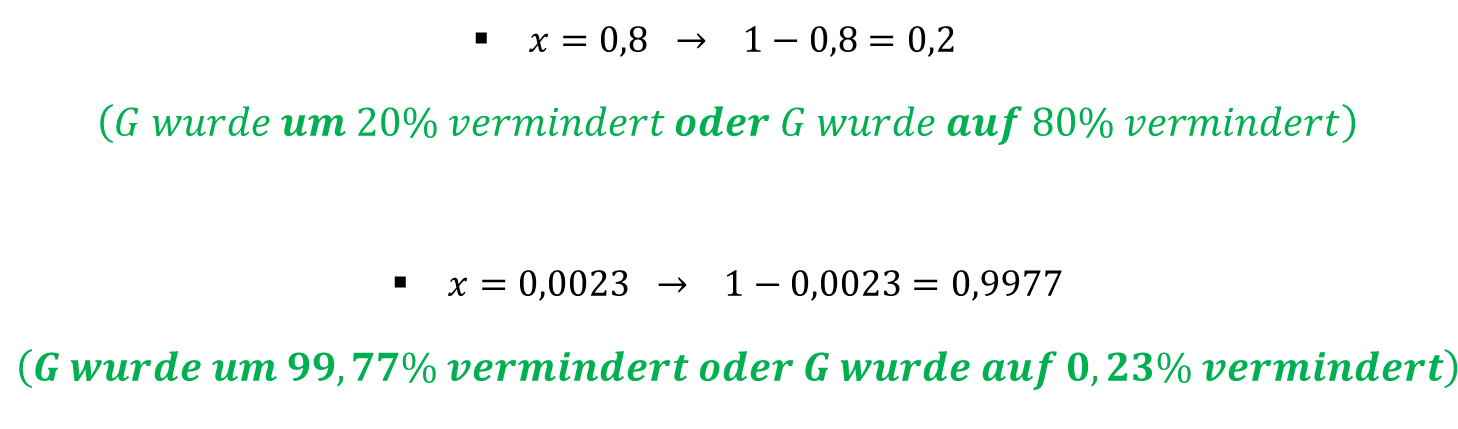 ▪ x = 0,8 → 1 − 0,8 = 0,2
(G wurde um 20% vermindert oder G wurde auf 80% vermindert)
▪ x = 0,0023 → 1 − 0,0023 = 0,9977
(G wurde um 99,77% vermindert oder G wurde auf 0,23% vermindert)